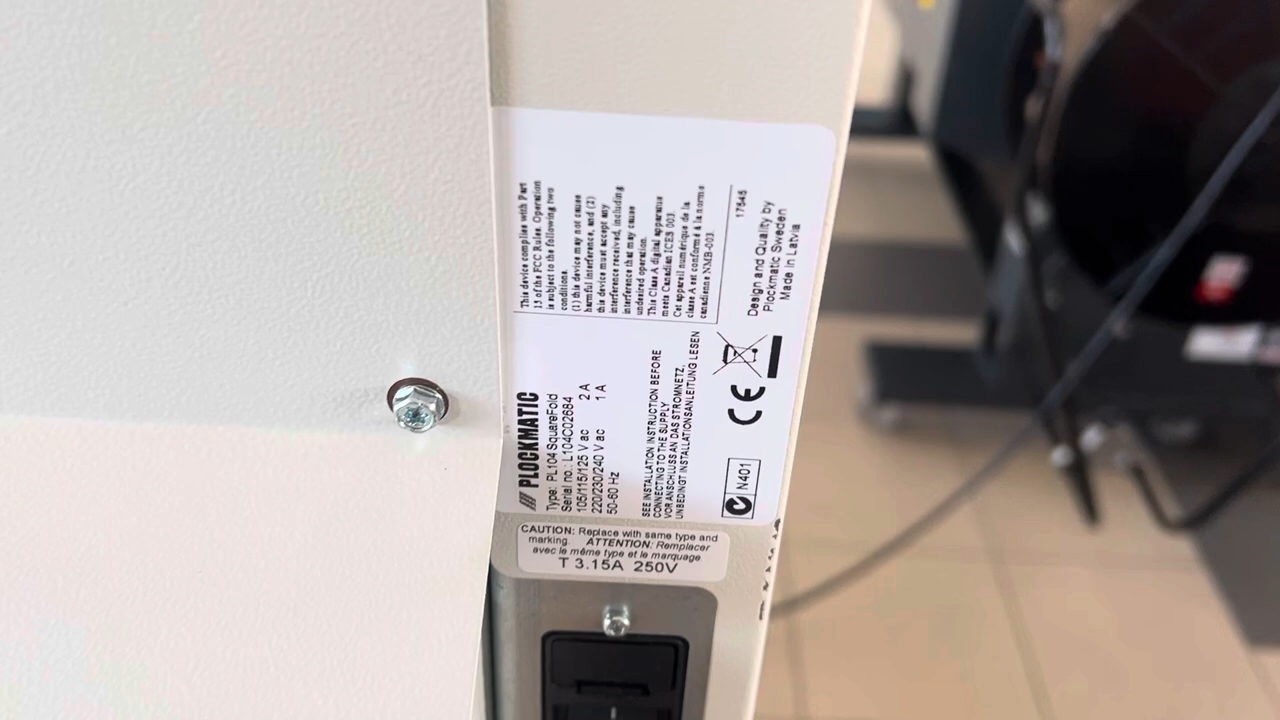 PLOCKMATIC
Type: PL104 SquareFold
Serial no.: L104C02684
105/115/125 V ac 2 A
220/230/240 V ac 1 A
50-60 Hz
SEE INSTALLATION INSTRUCTION BEFORE
CONNECTING TO THE SUPPLY
VOR ANSCHLUSS AN DAS STROMNETZ,
UNBEDINGT INSTALLATIONSANLEITUNG LESEN
N401
CE
This device complies with Part
15 of the FCC Rules. Operation
is subject to the following two
conditions.
(1) this device may not cause
harmful interference, and (2)
this device must accept any
interference received, including
interference that may cause
undesired operation.
This Class A digital apparatus
meets Canadian ICES 003.
Cet appareil numérique de la
classe A est conformé à la norme
canadienne NMB-003.
17645
Design and Quality by
Plockmatic Sweden
Made in Latvia
CAUTION: Replace with same type and
marking. ATTENTION: Remplacer
avec le même type et le marquage
T 3.15A 250V